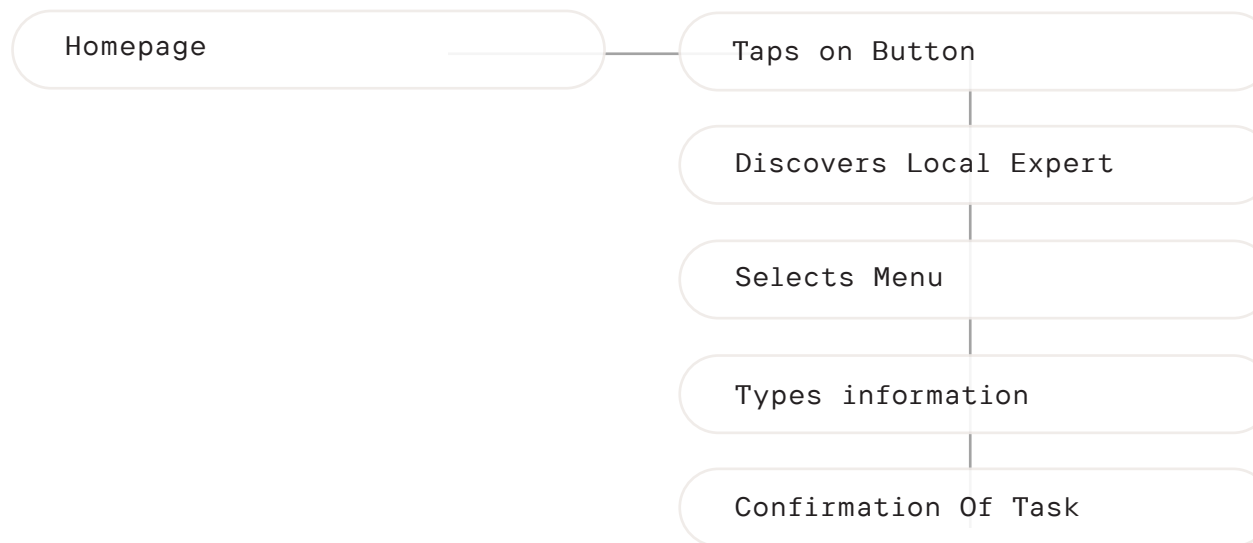 Homepage
Taps on Button
Discovers Local Expert
Selects Menu
Types information
Confirmation Of Task